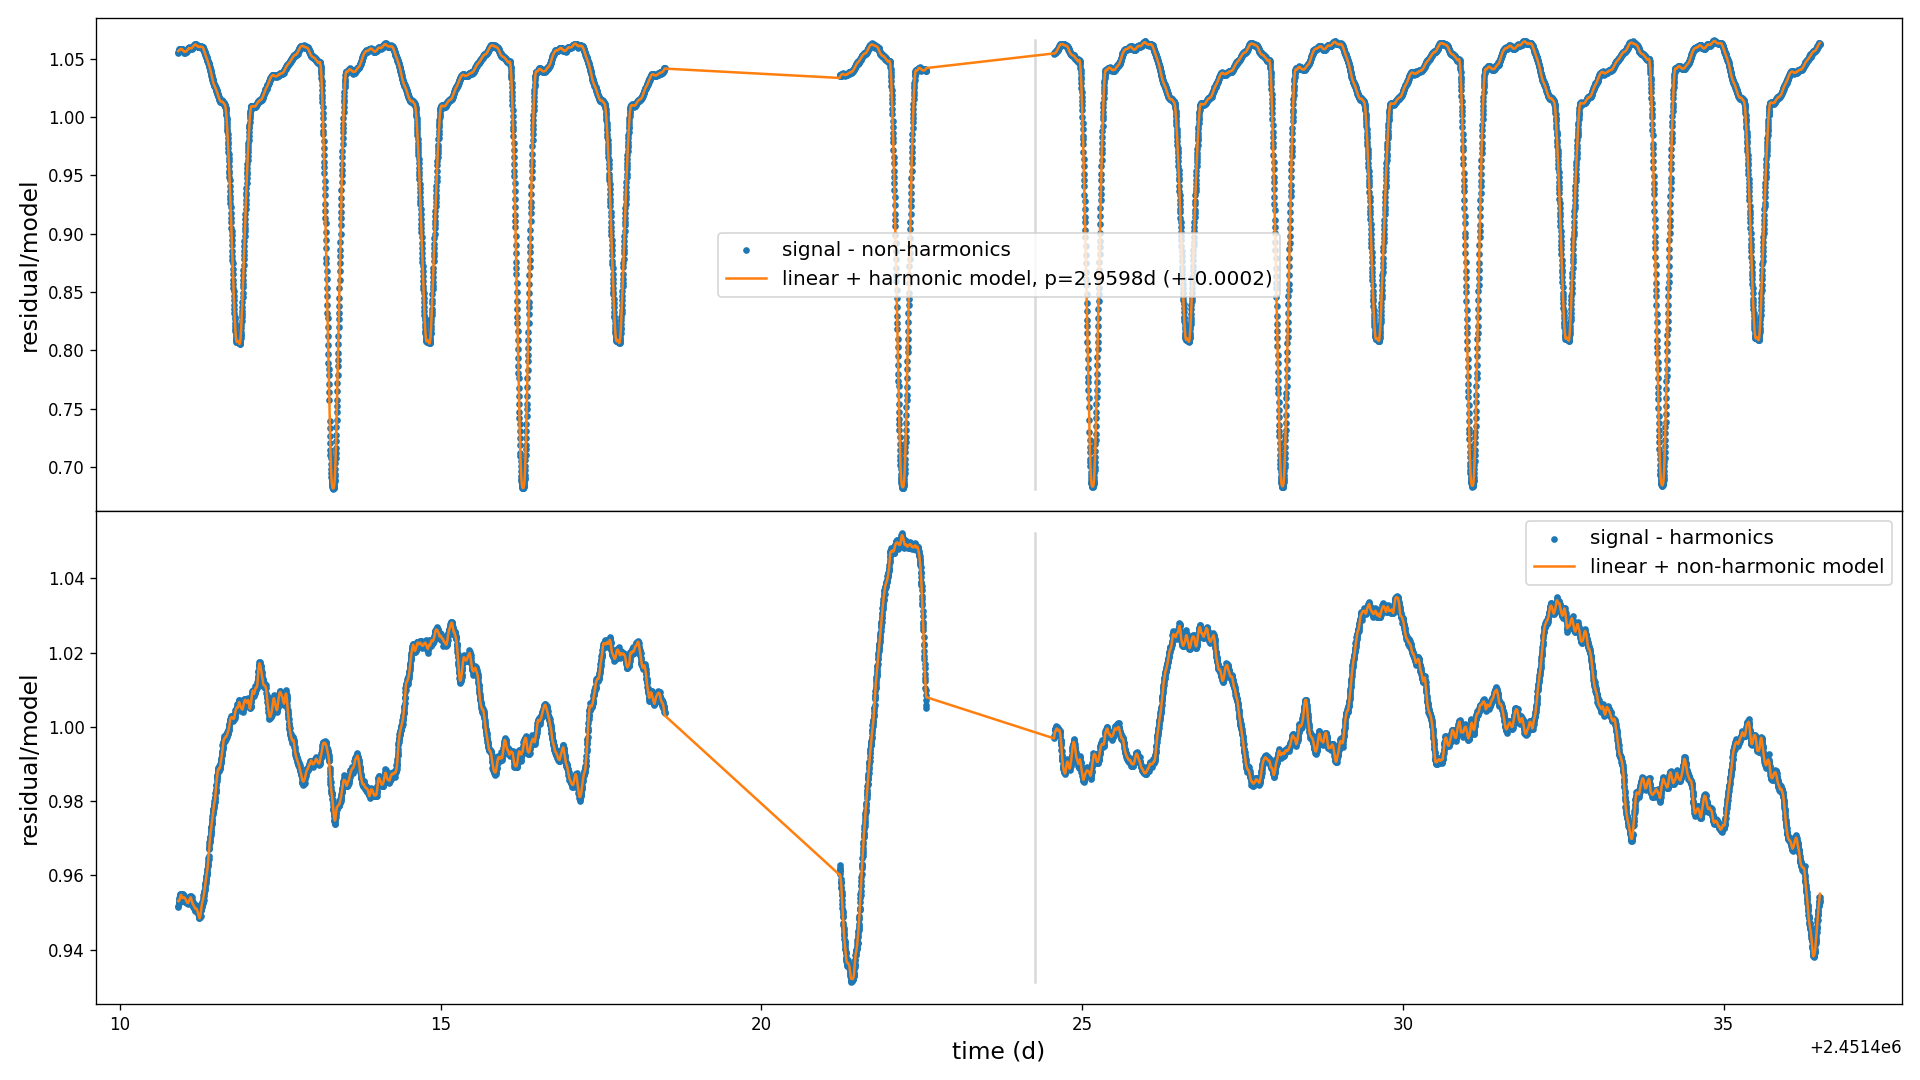 residual/model
1.05
1.00
0.95
0.90
0.85
0.80
0.75
0.70
signal - non-harmonics
linear + harmonic model, p=2.9598d (+-0.0002)
residual/model
1.04
1.02
1.00
0.98
0.96
0.94
signal - harmonics
linear + non-harmonic model
10 15 20 25 30 35
time (d)
+2.4514e6